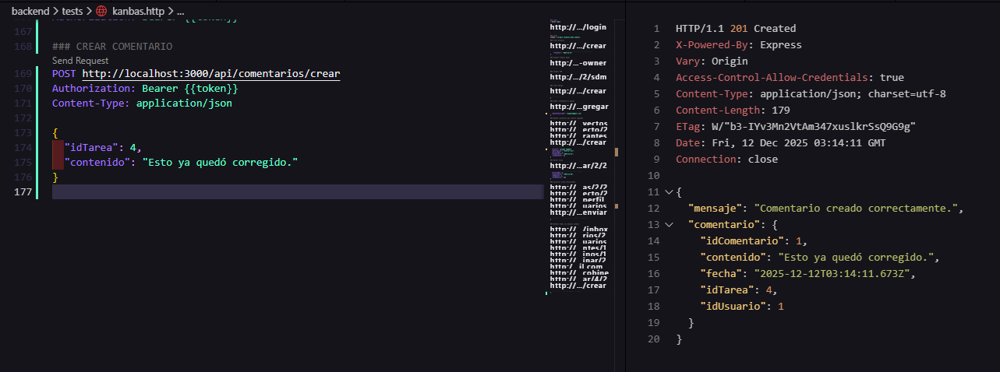 backend > tests > kanbas.http > ...
167
168 ### CREAR COMENTARIO
Send Request
169 POST http://localhost:3000/api/comentarios/crear
170 Authorization: Bearer {{token}}
171 Content-Type: application/json
172
173 {
174 "idTarea": 4,
175 "contenido": "Esto ya quedó corregido."
176 }
177
http://.../login
http://.../crear
http:/...-owner
http:/.../2/sdm
http://.../crear
http://...gregar
http://.../crear
http://...ar/2/2
http://...enviar
http://.../crear
1 HTTP/1.1 201 Created
2 X-Powered-By: Express
3 Vary: Origin
4 Access-Control-Allow-Credentials: true
5 Content-Type: application/json; charset=utf-8
6 Content-Length: 179
7 ETag: W/"b3-IYv3Mn2VtAm347xuslkrSsQ9G9g"
8 Date: Fri, 12 Dec 2025 03:14:11 GMT
9 Connection: close
10
11 {
12 "mensaje": "Comentario creado correctamente.",
13 "comentario": {
14 "idComentario": 1,
15 "contenido": "Esto ya quedó corregido.",
16 "fecha": "2025-12-12T03:14:11.673Z",
17 "idTarea": 4,
18 "idUsuario": 1
19 }
20 }